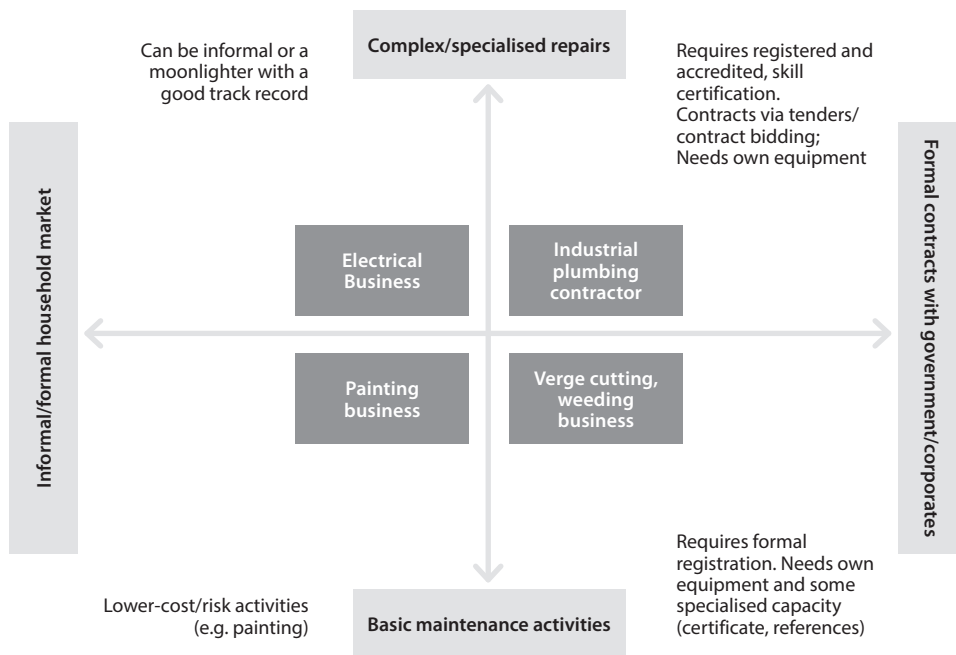 Complex/specialised repairs
Can be informal or a
moonlighter with a
good track record
Requires registered and
accredited, skill
certification.
Contracts via tenders/
contract bidding;
Needs own equipment
Informal/formal household market
Formal contracts with government/corporates
Electrical
Business
Industrial
plumbing
contractor
Painting
business
Verge cutting,
weeding
business
Lower-cost/risk activities
(e.g. painting)
Basic maintenance activities
Requires formal
registration. Needs own
equipment and some
specialised capacity
(certificate, references)